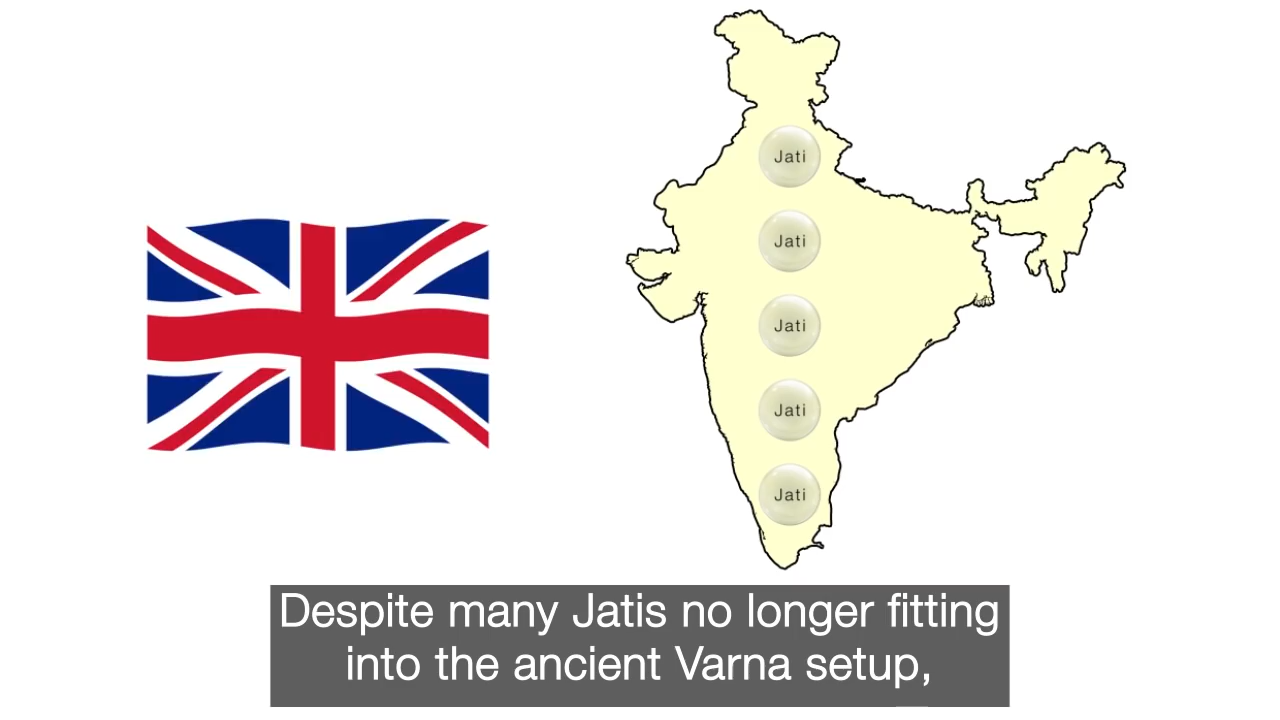 Jati
Jati
Jati
Jati
Jati
Despite many Jatis no longer fitting
into the ancient Varna setup,